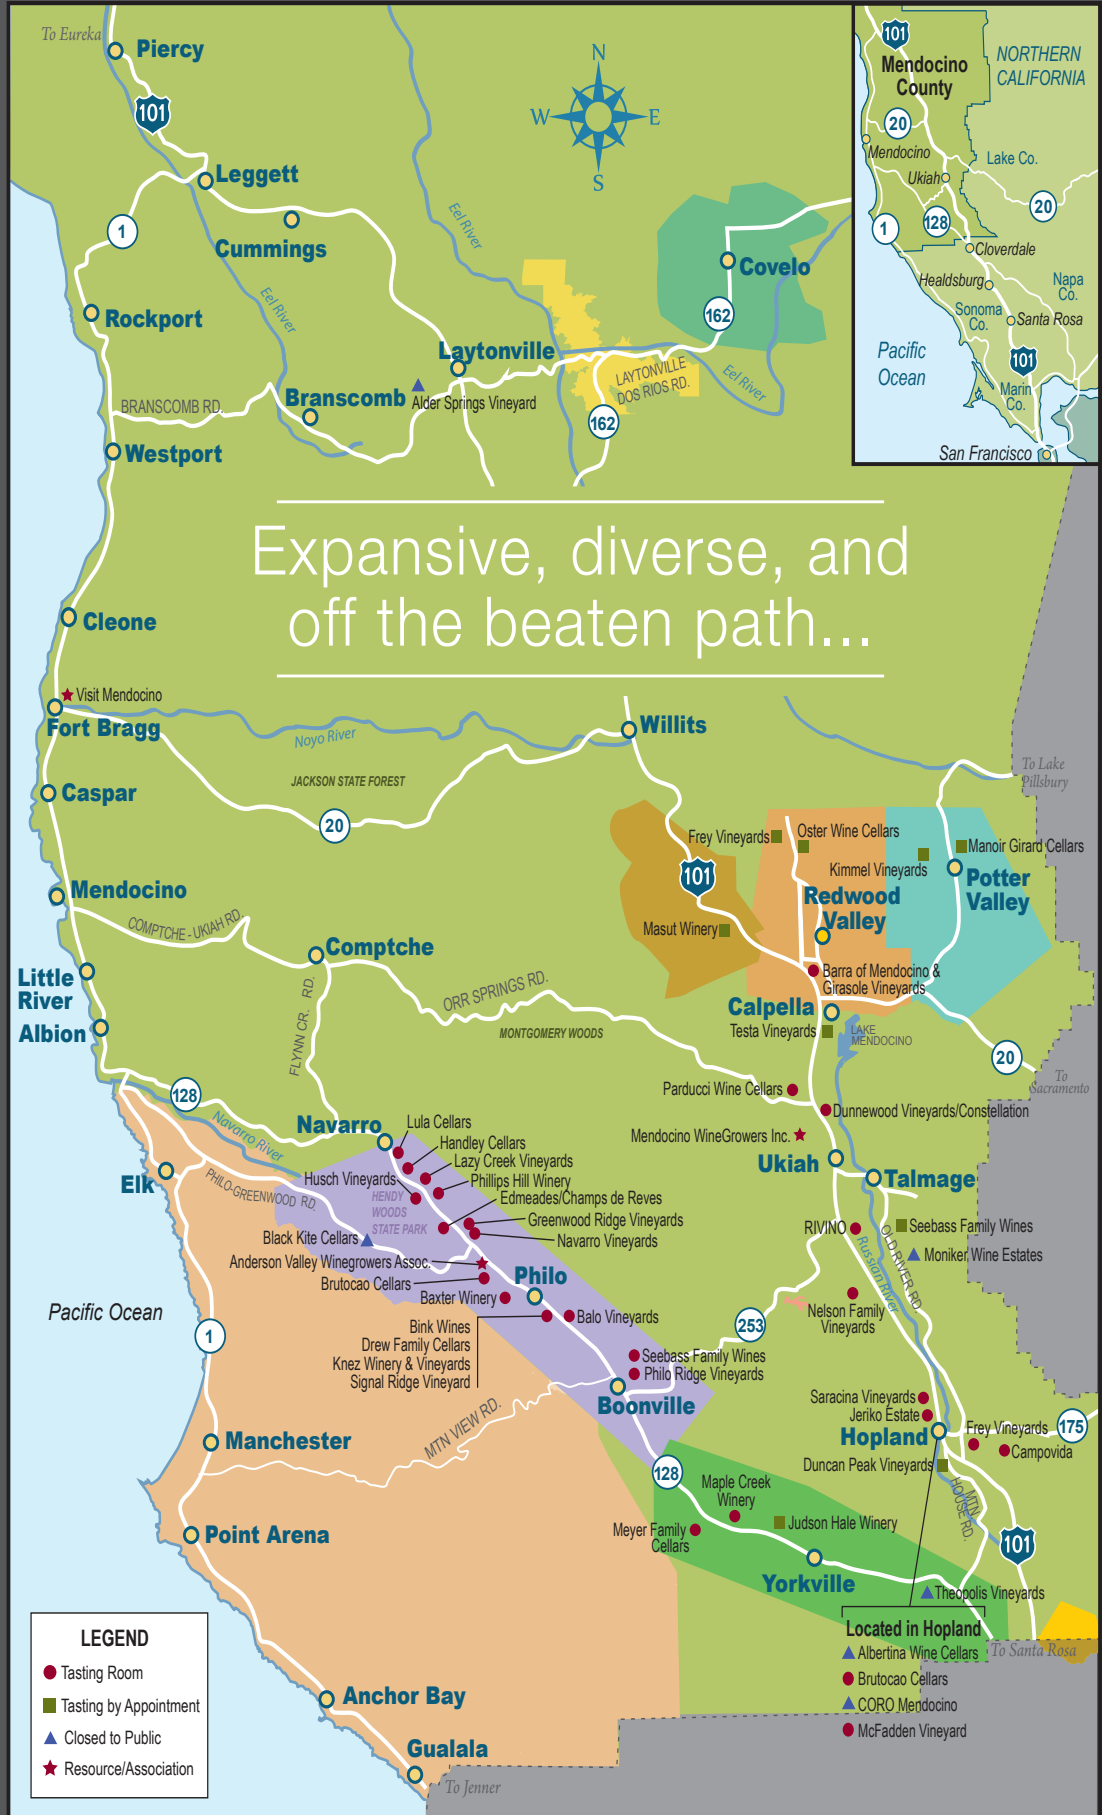 To Eureka
Piercy
101
Leggett
1
Cummings
Eel River
Eel River
Rockport
N
W
E
S
Covelo
162
Laytonville
LAYTONVILLE
DOS RIOS RD.
Eel River
Branscomb
Alder Springs Vineyard
BRANSCOMB RD.
162
Westport
101
Mendocino
County
NORTHERN
CALIFORNIA
20
Mendocino
Lake Co.
Ukiah
20
1
128
Cloverdale
Healdsburg
Napa
Co.
Sonoma
Co.
Santa Rosa
Pacific
Ocean
101
Marin
Co.
San Francisco
Expansive, diverse, and
off the beaten path...
Cleone
Visit Mendocino
Fort Bragg
Noyo River
Willits
JACKSON STATE FOREST
20
Caspar
To Lake
Pillsbury
Frey Vineyards
Oster Wine Cellars
Manoir Girard Cellars
Kimmel Vineyards
101
Potter
Valley
Redwood
Valley
Masut Winery
Mendocino
COMPTCHE - UKIAH RD.
Comptche
Barra of Mendocino &
Girasole Vineyards
Little
River
Albion
FLYNN CR. RD.
ORR SPRINGS RD.
MONTGOMERY WOODS
Calpella
Testa Vineyards
LAKE
MENDOCINO
20
To
Sacramento
Parducci Wine Cellars
Dunnewood Vineyards/Constellation
Mendocino WineGrowers Inc.
Ukiah
Talmage
128
Navarro River
Navarro
Lula Cellars
Handley Cellars
Lazy Creek Vineyards
Phillips Hill Winery
Husch Vineyards
Edmeades/Champs de Reves
HENDY
WOODS
STATE PARK
Greenwood Ridge Vineyards
Navarro Vineyards
Elk
PHILO-GREENWOOD RD.
Black Kite Cellars
Anderson Valley Winegrowers Assoc.
Brutocao Cellars
Philo
Baxter Winery
Balo Vineyards
Bink Wines
Drew Family Cellars
Knez Winery & Vineyards
Signal Ridge Vineyard
RIVINO
Seebass Family Wines
Moniker Wine Estates
OLD RIVER RD.
Russian River
Nelson Family
Vineyards
253
Seebass Family Wines
Philo Ridge Vineyards
Boonville
Pacific Ocean
1
Saracina Vineyards
Jeriko Estate
Hopland
Frey Vineyards
175
Campovida
Duncan Peak Vineyards
MTN
HOUSE RD.
MTN VIEW RD.
Manchester
128
Maple Creek
Winery
Meyer Family
Cellars
Judson Hale Winery
101
Point Arena
Yorkville
Theopolis Vineyards
Located in Hopland
Albertina Wine Cellars
Brutocao Cellars
CORO Mendocino
McFadden Vineyard
To Santa Rosa
LEGEND
Tasting Room
Tasting by Appointment
Closed to Public
Resource/Association
Anchor Bay
Gualala
To Jenner